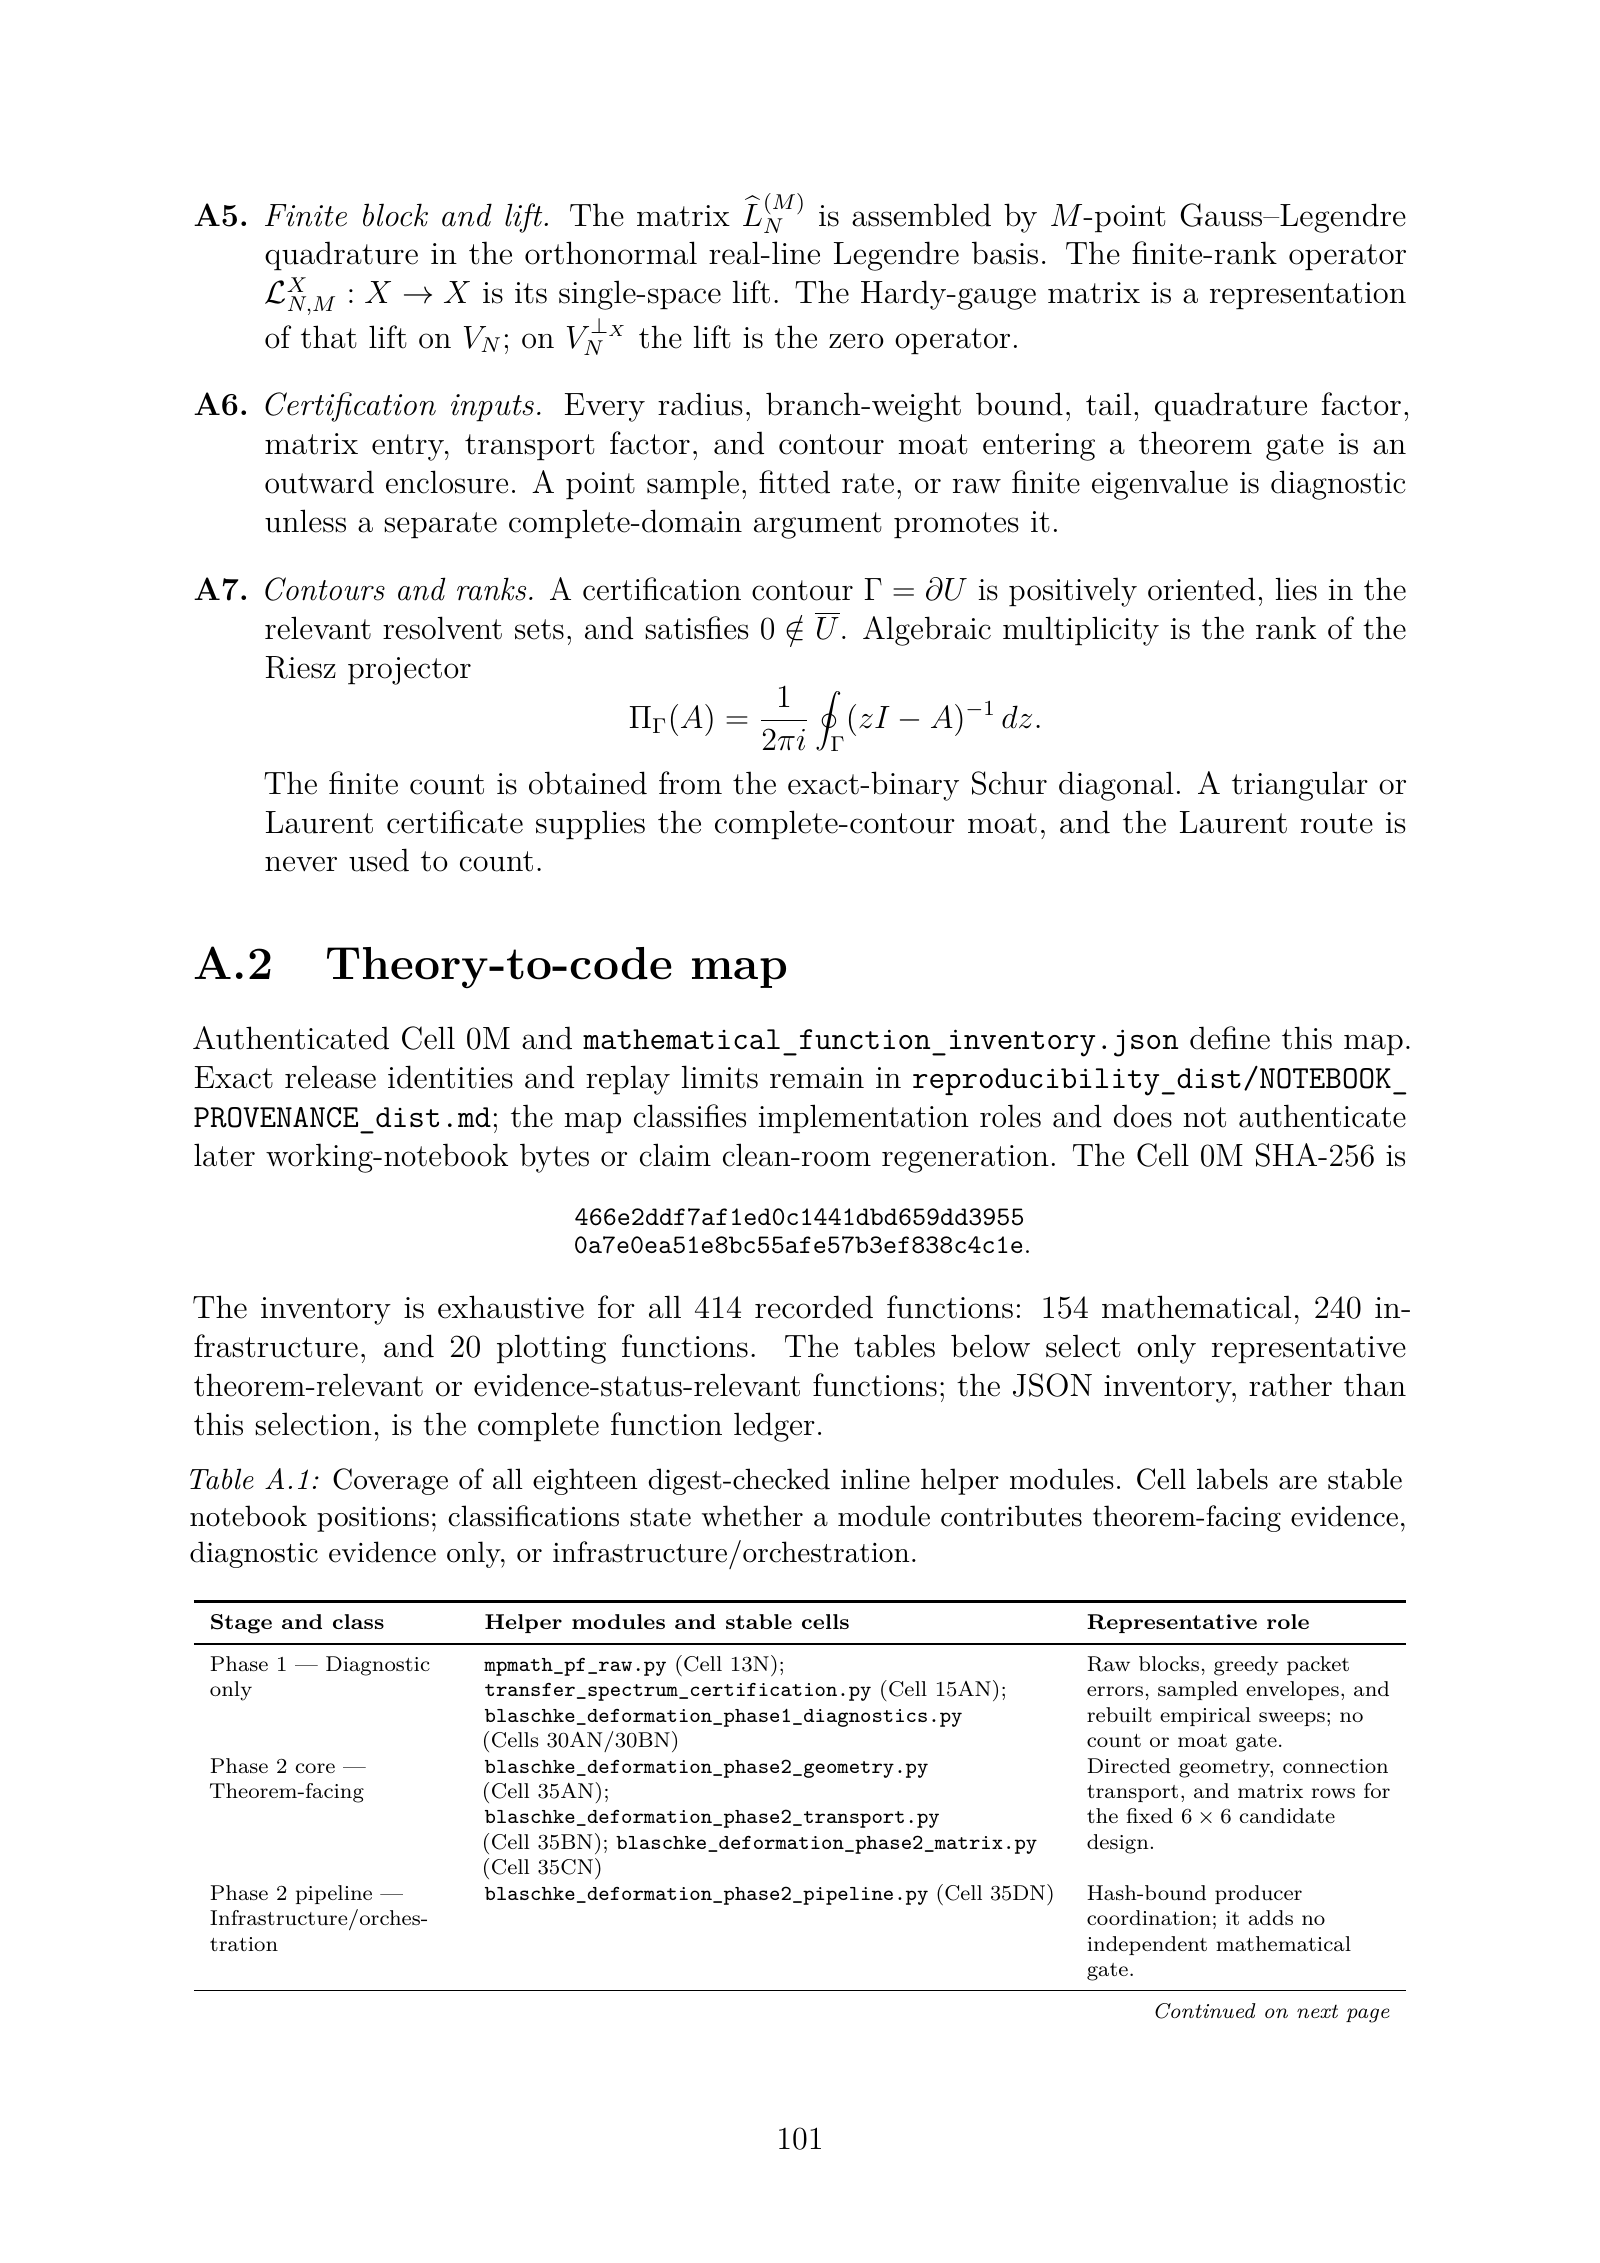 A5. Finite block and lift. The matrix L̂_N^(M) is assembled by M-point Gauss–Legendre
quadrature in the orthonormal real-line Legendre basis. The finite-rank operator
𝓛^X_{N,M} : X → X is its single-space lift. The Hardy-gauge matrix is a representation
of that lift on V_N; on V_N^{⊥_X} the lift is the zero operator.
A6. Certification inputs. Every radius, branch-weight bound, tail, quadrature factor,
matrix entry, transport factor, and contour moat entering a theorem gate is an
outward enclosure. A point sample, fitted rate, or raw finite eigenvalue is diagnostic
unless a separate complete-domain argument promotes it.
A7. Contours and ranks. A certification contour Γ = ∂U is positively oriented, lies in the
relevant resolvent sets, and satisfies 0 ∉ U̅. Algebraic multiplicity is the rank of the
Riesz projector
Π_Γ(A) = 1/(2πi) ∮_Γ (zI − A)^{−1} dz.
The finite count is obtained from the exact-binary Schur diagonal. A triangular or
Laurent certificate supplies the complete-contour moat, and the Laurent route is
never used to count.
A.2 Theory-to-code map
Authenticated Cell 0M and mathematical_function_inventory.json define this map.
Exact release identities and replay limits remain in reproducibility_dist/NOTEBOOK_
PROVENANCE_dist.md; the map classifies implementation roles and does not authenticate
later working-notebook bytes or claim clean-room regeneration. The Cell 0M SHA-256 is
466e2ddf7af1ed0c1441dbd659dd3955
0a7e0ea51e8bc55afe57b3ef838c4c1e.
The inventory is exhaustive for all 414 recorded functions: 154 mathematical, 240 in-
frastructure, and 20 plotting functions. The tables below select only representative
theorem-relevant or evidence-status-relevant functions; the JSON inventory, rather than
this selection, is the complete function ledger.
Table A.1: Coverage of all eighteen digest-checked inline helper modules. Cell labels are stable
notebook positions; classifications state whether a module contributes theorem-facing evidence,
diagnostic evidence only, or infrastructure/orchestration.
Stage and class Helper modules and stable cells Representative role
Phase 1 — Diagnostic
only
mpmath_pf_raw.py (Cell 13N);
transfer_spectrum_certification.py (Cell 15AN);
blaschke_deformation_phase1_diagnostics.py
(Cells 30AN/30BN)
Raw blocks, greedy packet
errors, sampled envelopes, and
rebuilt empirical sweeps; no
count or moat gate.
Phase 2 core —
Theorem-facing
blaschke_deformation_phase2_geometry.py
(Cell 35AN);
blaschke_deformation_phase2_transport.py
(Cell 35BN); blaschke_deformation_phase2_matrix.py
(Cell 35CN)
Directed geometry, connection
transport, and matrix rows for
the fixed 6 × 6 candidate
design.
Phase 2 pipeline —
Infrastructure/orches-
tration
blaschke_deformation_phase2_pipeline.py (Cell 35DN)
Hash-bound producer
coordination; it adds no
independent mathematical
gate.
Continued on next page
101